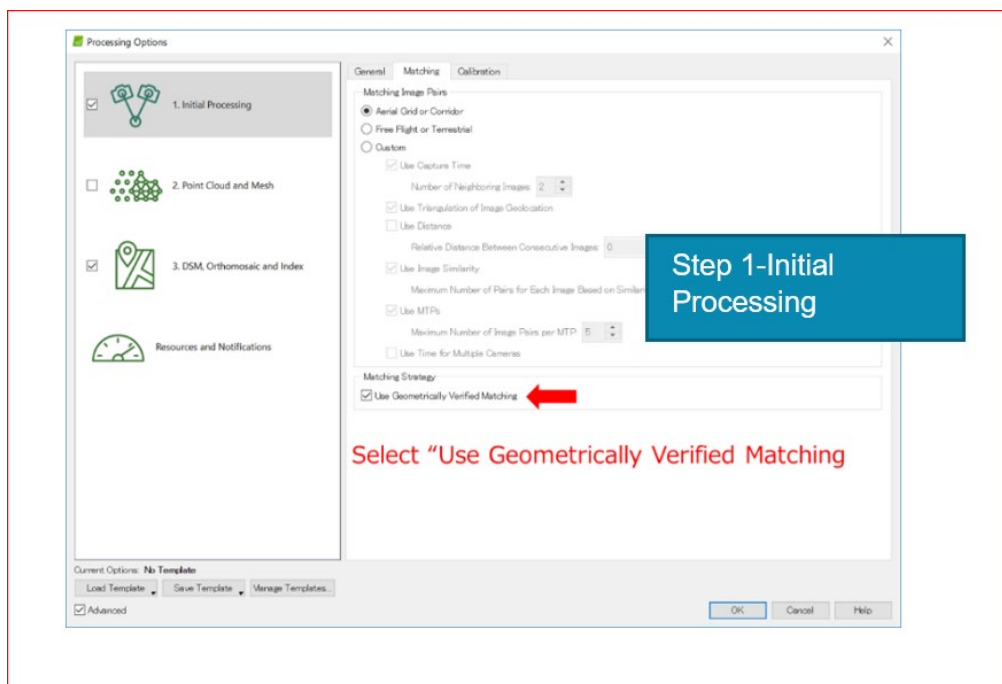 Processing Options
1. Initial Processing
2. Point Cloud and Mesh
3. DSM, Orthomosaic and Index
Resources and Notifications
General Matching Calibration
Matching Image Pairs
Aerial Grid or Corridor
Free Flight or Terrestrial
Custom
Use Capture Time
Number of Neighboring Images: 2
Use Triangulation of Image Geolocation
Use Distance
Relative Distance Between Consecutive Images: 0
Use Image Similarity
Maximum Number of Pairs for Each Image Based on
Use MTPs
Maximum Number of Image Pairs per MTP: 5
Use Time for Multiple Cameras
Step 1-Initial
Processing
Matching Strategy
Use Geometrically Verified Matching
Select “Use Geometrically Verified Matching
Current Options: No Template
Load Template Save Template Manage Templates...
Advanced
OK Cancel Help